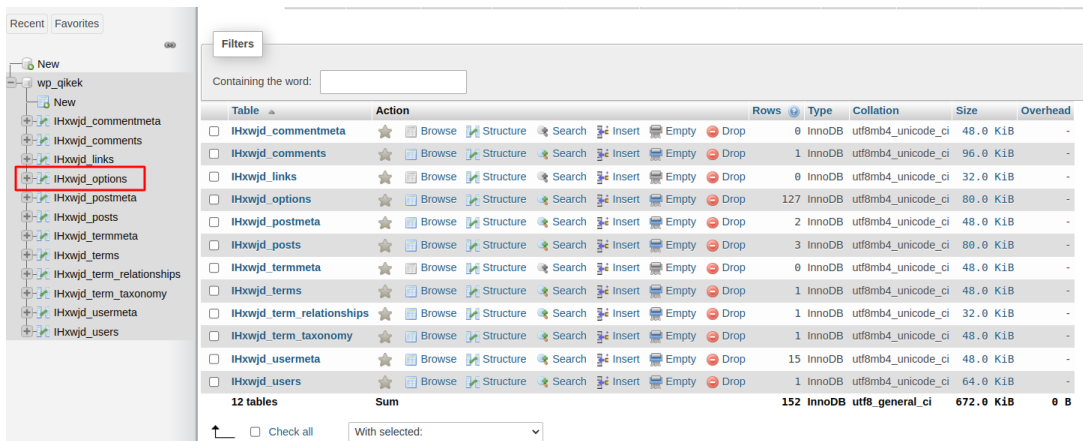 Recent Favorites
New
wp_qikek
New
IHxwjd_commentmeta
IHxwjd_comments
IHxwjd_links
IHxwjd_options
IHxwjd_postmeta
IHxwjd_posts
IHxwjd_termmeta
IHxwjd_terms
IHxwjd_term_relationships
IHxwjd_term_taxonomy
IHxwjd_usermeta
IHxwjd_users
Filters
Containing the word:
Table Action Rows Type Collation Size Overhead
IHxwjd_commentmeta Browse Structure Search Insert Empty Drop 0 InnoDB utf8mb4_unicode_ci 48.0 KiB -
IHxwjd_comments Browse Structure Search Insert Empty Drop 1 InnoDB utf8mb4_unicode_ci 96.0 KiB -
IHxwjd_links Browse Structure Search Insert Empty Drop 0 InnoDB utf8mb4_unicode_ci 32.0 KiB -
IHxwjd_options Browse Structure Search Insert Empty Drop 127 InnoDB utf8mb4_unicode_ci 80.0 KiB -
IHxwjd_postmeta Browse Structure Search Insert Empty Drop 2 InnoDB utf8mb4_unicode_ci 48.0 KiB -
IHxwjd_posts Browse Structure Search Insert Empty Drop 3 InnoDB utf8mb4_unicode_ci 80.0 KiB -
IHxwjd_termmeta Browse Structure Search Insert Empty Drop 0 InnoDB utf8mb4_unicode_ci 48.0 KiB -
IHxwjd_terms Browse Structure Search Insert Empty Drop 1 InnoDB utf8mb4_unicode_ci 48.0 KiB -
IHxwjd_term_relationships Browse Structure Search Insert Empty Drop 1 InnoDB utf8mb4_unicode_ci 32.0 KiB -
IHxwjd_term_taxonomy Browse Structure Search Insert Empty Drop 1 InnoDB utf8mb4_unicode_ci 48.0 KiB -
IHxwjd_usermeta Browse Structure Search Insert Empty Drop 15 InnoDB utf8mb4_unicode_ci 48.0 KiB -
IHxwjd_users Browse Structure Search Insert Empty Drop 1 InnoDB utf8mb4_unicode_ci 64.0 KiB -
12 tables Sum 152 InnoDB utf8_general_ci 672.0 KiB 0 B
Check all With selected: